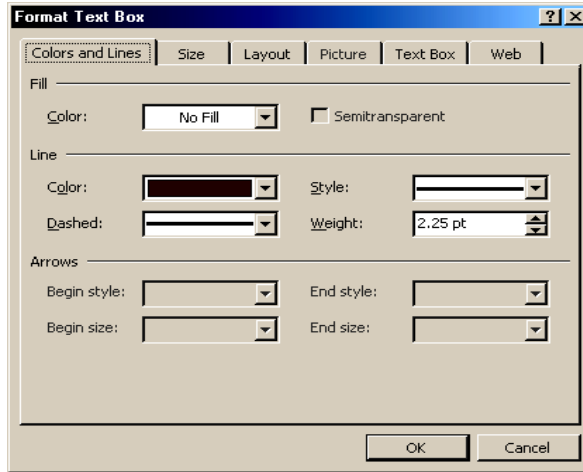 Format Text Box
Colors and Lines Size Layout Picture Text Box Web
Fill
Color: No Fill Semitransparent
Line
Color: Style:
Dashed: Weight: 2.25 pt
Arrows
Begin style: End style:
Begin size: End size:
OK Cancel